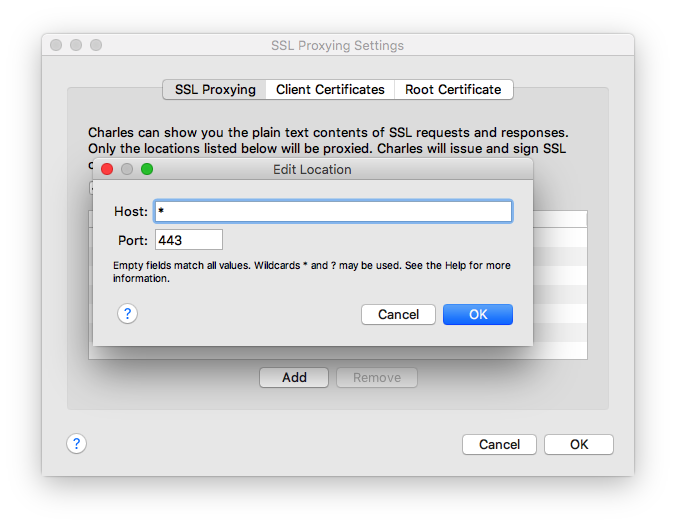 SSL Proxying Settings
SSL Proxying Client Certificates Root Certificate
Charles can show you the plain text contents of SSL requests and responses.
Only the locations listed below will be proxied. Charles will issue and sign SSL
Edit Location
Host: *
Port: 443
Empty fields match all values. Wildcards * and ? may be used. See the Help for more
information.
? Cancel OK
Add Remove
? Cancel OK